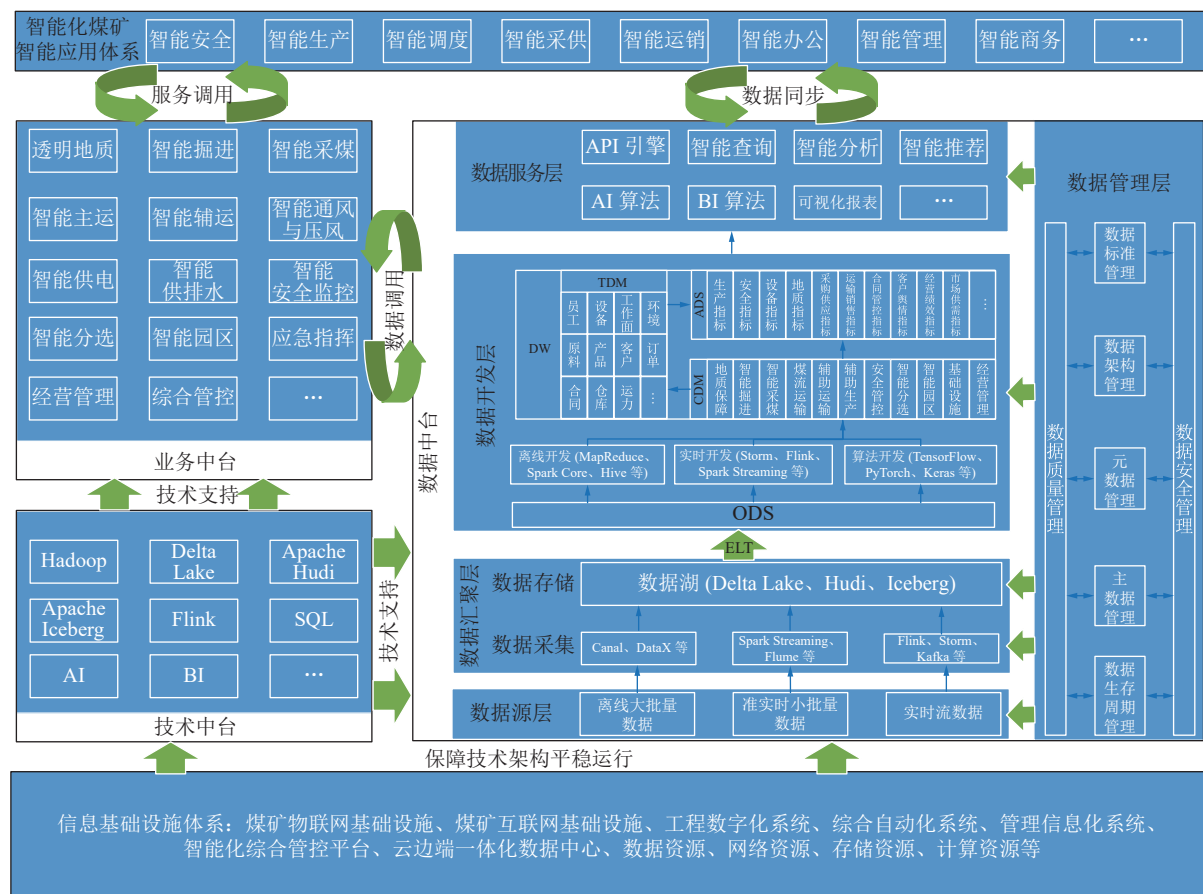 智能化煤矿
智能应用体系
智能安全
智能生产
智能调度
智能采供
智能运销
智能办公
智能管理
智能商务
…
服务调用
数据同步
透明地质
智能掘进
智能采煤
智能主运
智能辅运
智能通风
与压风
智能供电
智能
供排水
智能
安全监控
智能分选
智能园区
应急指挥
经营管理
综合管控
…
业务中台
数据调用
技术支持
Hadoop
Delta
Lake
Apache
Hudi
Apache
Iceberg
Flink
SQL
AI
BI
…
技术中台
技术支持
数据中台
数据服务层
API 引擎
智能查询
智能分析
智能推荐
AI 算法
BI 算法
可视化报表
…
数据开发层
DW
TDM
员工
设备
工作面
环境
原料
产品
客户
订单
合同
仓库
运力
…
ADS
生产指标
安全指标
设备指标
地质指标
采购供应指标
运输销售指标
合同管控指标
客户舆情指标
经营绩效指标
市场供需指标
…
CDM
地质保障
智能掘进
智能采煤
煤流运输
辅助运输
辅助生产
安全管控
智能分选
智能园区
基础设施
经营管理
离线开发 (MapReduce、
Spark Core、Hive 等)
实时开发 (Storm、Flink、
Spark Streaming 等)
算法开发 (TensorFlow、
PyTorch、Keras 等)
ODS
ELT
数据汇聚层
数据存储
数据湖 (Delta Lake、Hudi、Iceberg)
数据采集
Canal、DataX 等
Spark Streaming、
Flume 等
Flink、Storm、
Kafka 等
数据源层
离线大批量
数据
准实时小批量
数据
实时流数据
数据管理层
数据质量管理
数据
标准
管理
数据
架构
管理
元
数据
管理
主
数据
管理
数据
生存
周期
管理
数据安全管理
保障技术架构平稳运行
信息基础设施体系：煤矿物联网基础设施、煤矿互联网基础设施、工程数字化系统、综合自动化系统、管理信息化系统、
智能化综合管控平台、云边端一体化数据中心、数据资源、网络资源、存储资源、计算资源等